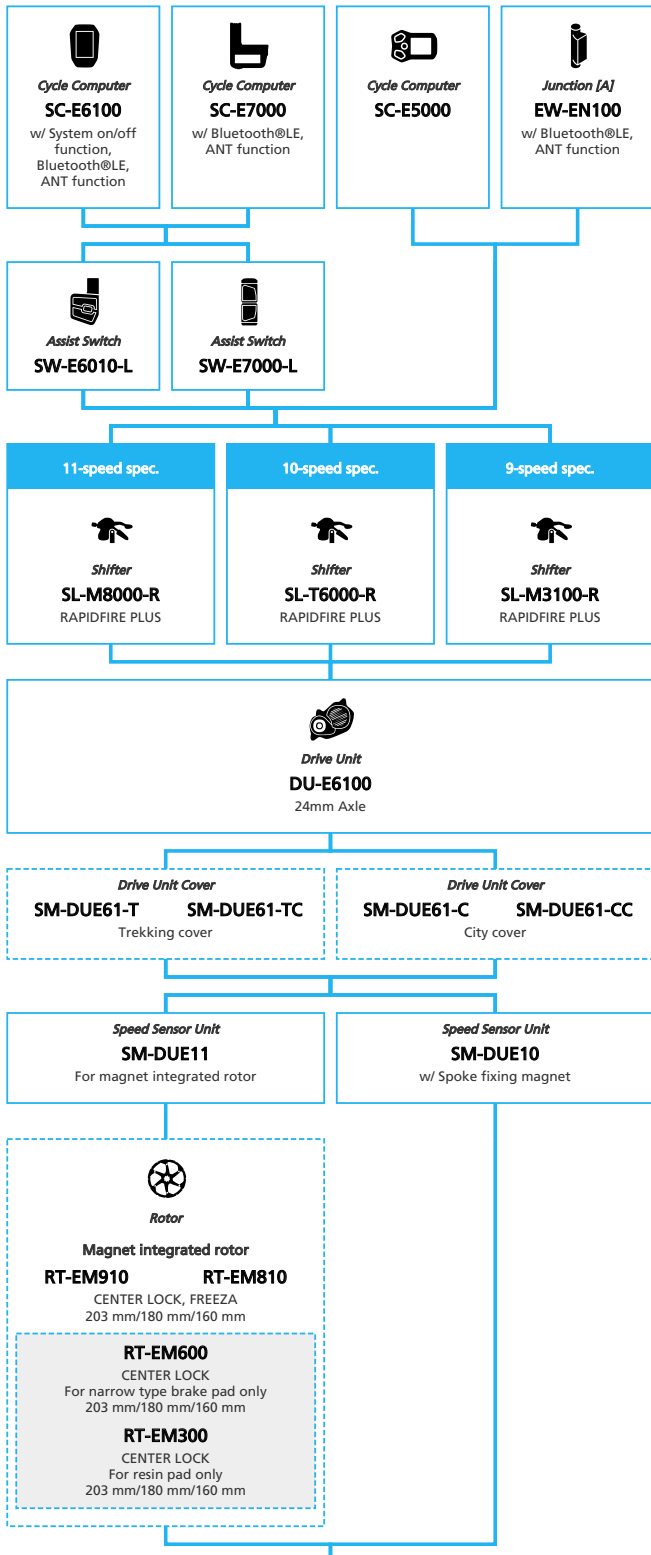 Cycle Computer
SC-E6100
w/ System on/off
function,
Bluetooth®LE,
ANT function
Cycle Computer
SC-E7000
w/ Bluetooth®LE,
ANT function
Cycle Computer
SC-E5000
Junction [A]
EW-EN100
w/ Bluetooth®LE,
ANT function
Assist Switch
SW-E6010-L
Assist Switch
SW-E7000-L
11-speed spec.
Shifter
SL-M8000-R
RAPIDFIRE PLUS
10-speed spec.
Shifter
SL-T6000-R
RAPIDFIRE PLUS
9-speed spec.
Shifter
SL-M3100-R
RAPIDFIRE PLUS
Drive Unit
DU-E6100
24mm Axle
Drive Unit Cover
SM-DUE61-T SM-DUE61-TC
Trekking cover
Drive Unit Cover
SM-DUE61-C SM-DUE61-CC
City cover
Speed Sensor Unit
SM-DUE11
For magnet integrated rotor
Speed Sensor Unit
SM-DUE10
w/ Spoke fixing magnet
Rotor
Magnet integrated rotor
RT-EM910 RT-EM810
CENTER LOCK, FREEZA
203 mm/180 mm/160 mm
RT-EM600
CENTER LOCK
For narrow type brake pad only
203 mm/180 mm/160 mm
RT-EM300
CENTER LOCK
For resin pad only
203 mm/180 mm/160 mm